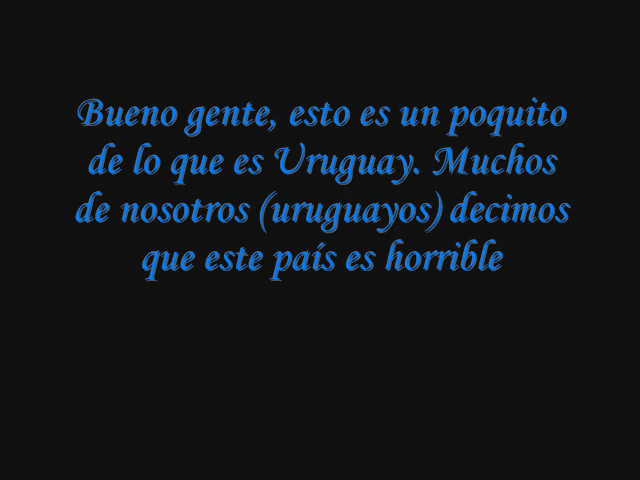 Bueno gente, esto es un poquito
de lo que es Uruguay. Muchos
de nosotros (uruguayos) decimos
que este país es horrible